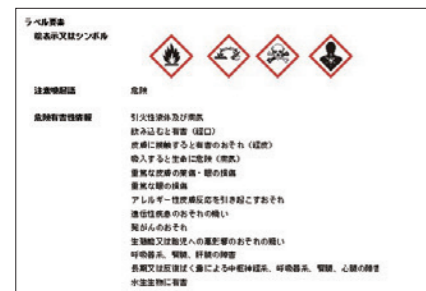 ラベル要素
絵表示又はシンボル
注意喚起語 危険
危険有害性情報 引火性液体及び蒸気
飲み込むと有害（経口）
皮膚に接触すると有害のおそれ（経皮）
吸入すると生命に危険（蒸気）
重篤な皮膚の薬傷・眼の損傷
重篤な眼の損傷
アレルギー性皮膚反応を引き起こすおそれ
遺伝性疾患のおそれの疑い
発がんのおそれ
生殖能又は胎児への悪影響のおそれの疑い
呼吸器系、腎臓、肝臓の障害
長期又は反復ばく露による中枢神経系、呼吸器系、腎臓、心臓の障害
水生生物に有害